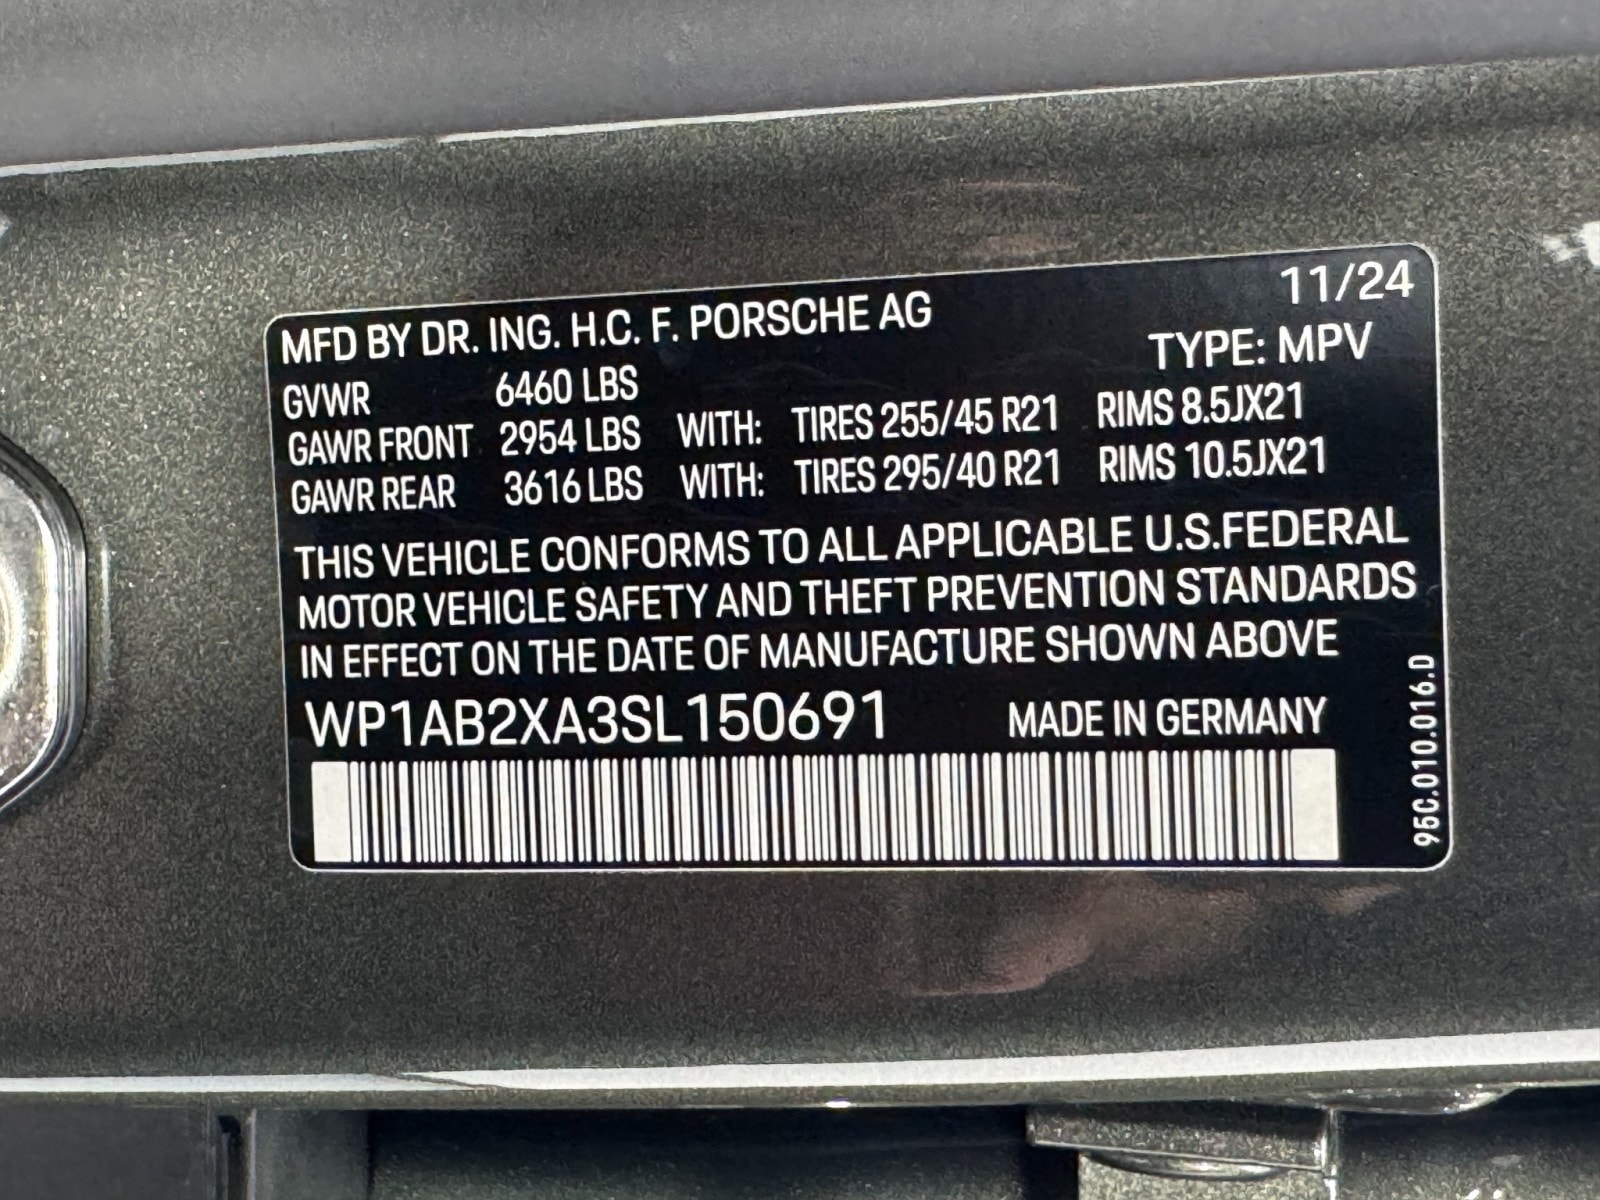 11/24
MFD BY DR. ING. H.C. F. PORSCHE AG
TYPE: MPV
GVWR 6460 LBS
GAWR FRONT 2954 LBS WITH: TIRES 255/45 R21 RIMS 8.5JX21
GAWR REAR 3616 LBS WITH: TIRES 295/40 R21 RIMS 10.5JX21
THIS VEHICLE CONFORMS TO ALL APPLICABLE U.S.FEDERAL
MOTOR VEHICLE SAFETY AND THEFT PREVENTION STANDARDS
IN EFFECT ON THE DATE OF MANUFACTURE SHOWN ABOVE
WP1AB2XA3SL150691 MADE IN GERMANY
95C.010.016.D